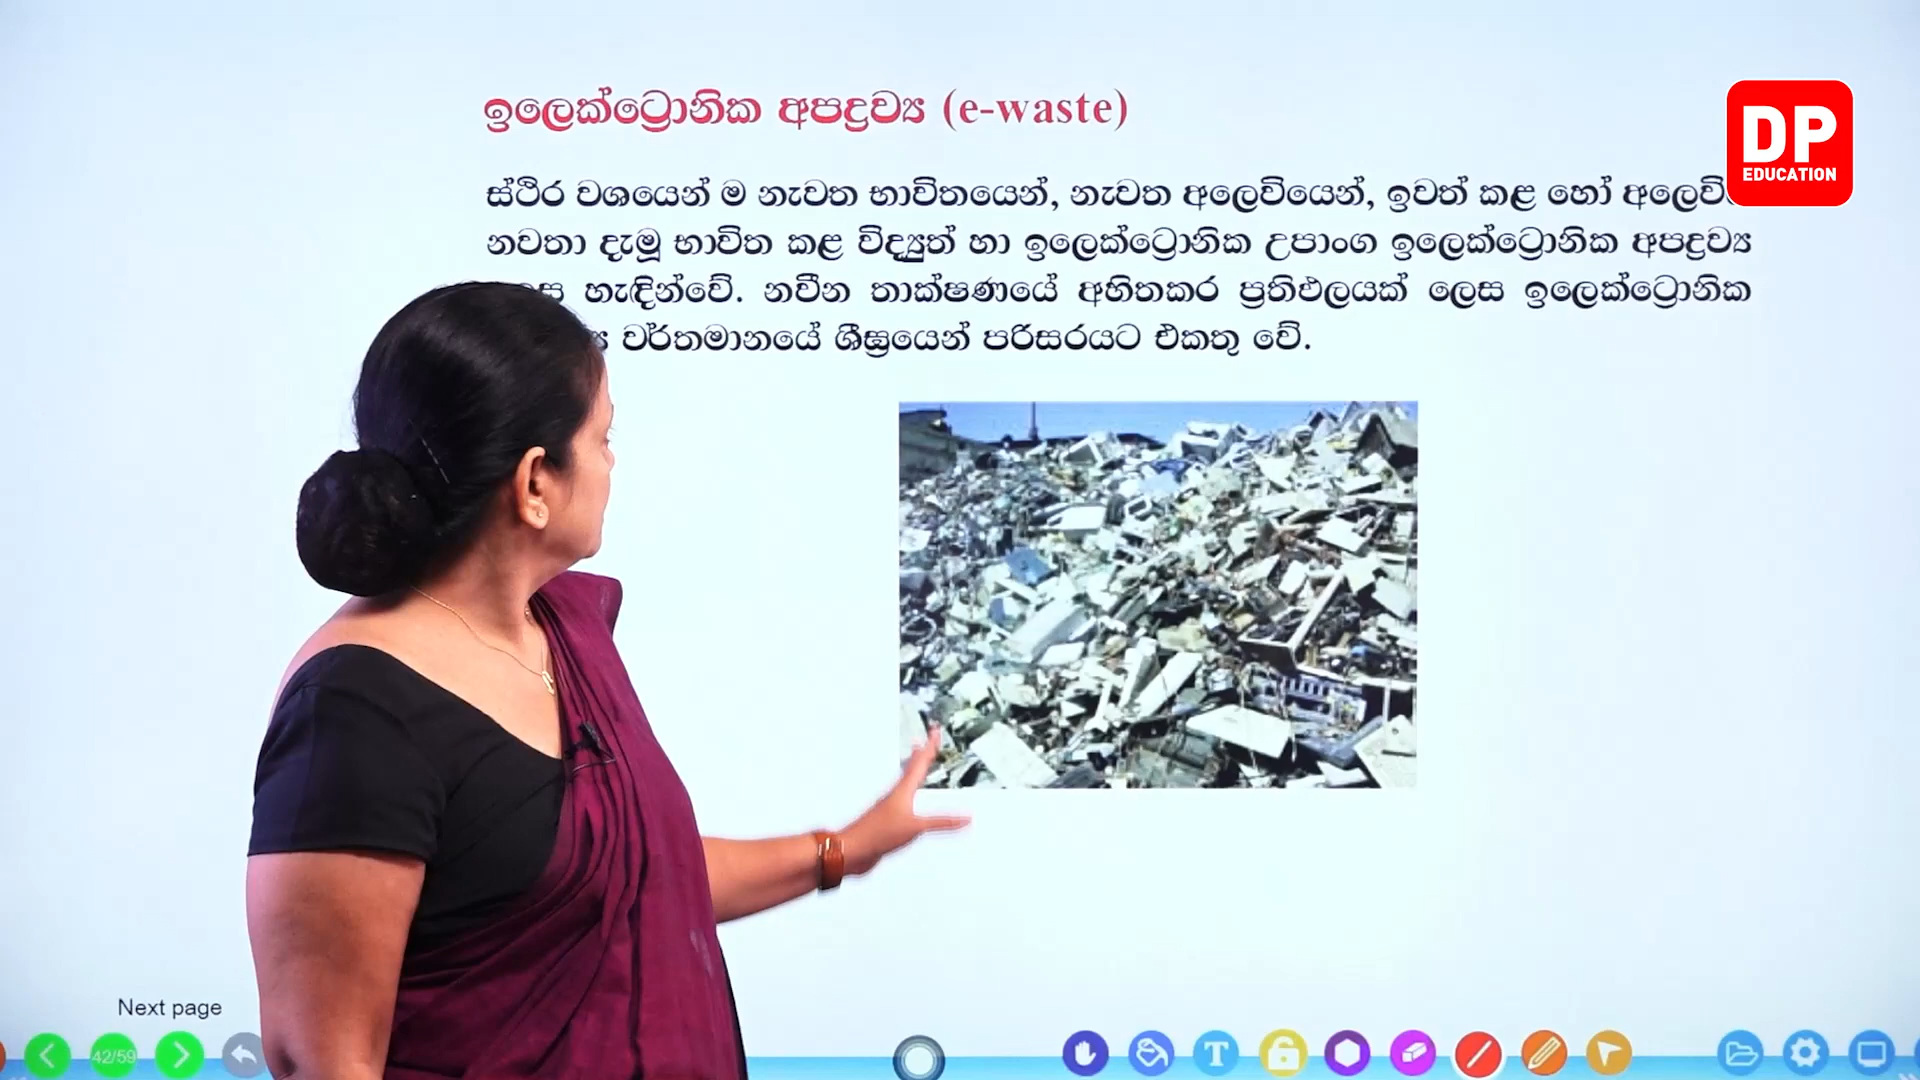 ඉලෙක්ට්‍රොනික අපද්‍රව්‍ය (e-waste)
DP
EDUCATION
ස්ථිර වශයෙන් ම නැවත භාවිතයෙන්, නැවත අලෙවියෙන්, ඉවත් කළ හෝ
නවතා දැමූ භාවිත කළ විද්‍යුත් හා ඉලෙක්ට්‍රොනික උපාංග ඉලෙක්ට්‍රොනික අපද්‍රව්‍ය
හැඳින්වේ. නවීන තාක්ෂණයේ අහිතකර ප්‍රතිඵලයක් ලෙස ඉලෙක්ට්‍රොනික
වර්තමානයේ ශීඝ්‍රයෙන් පරිසරයට එකතු වේ.
Next page
42/59
T